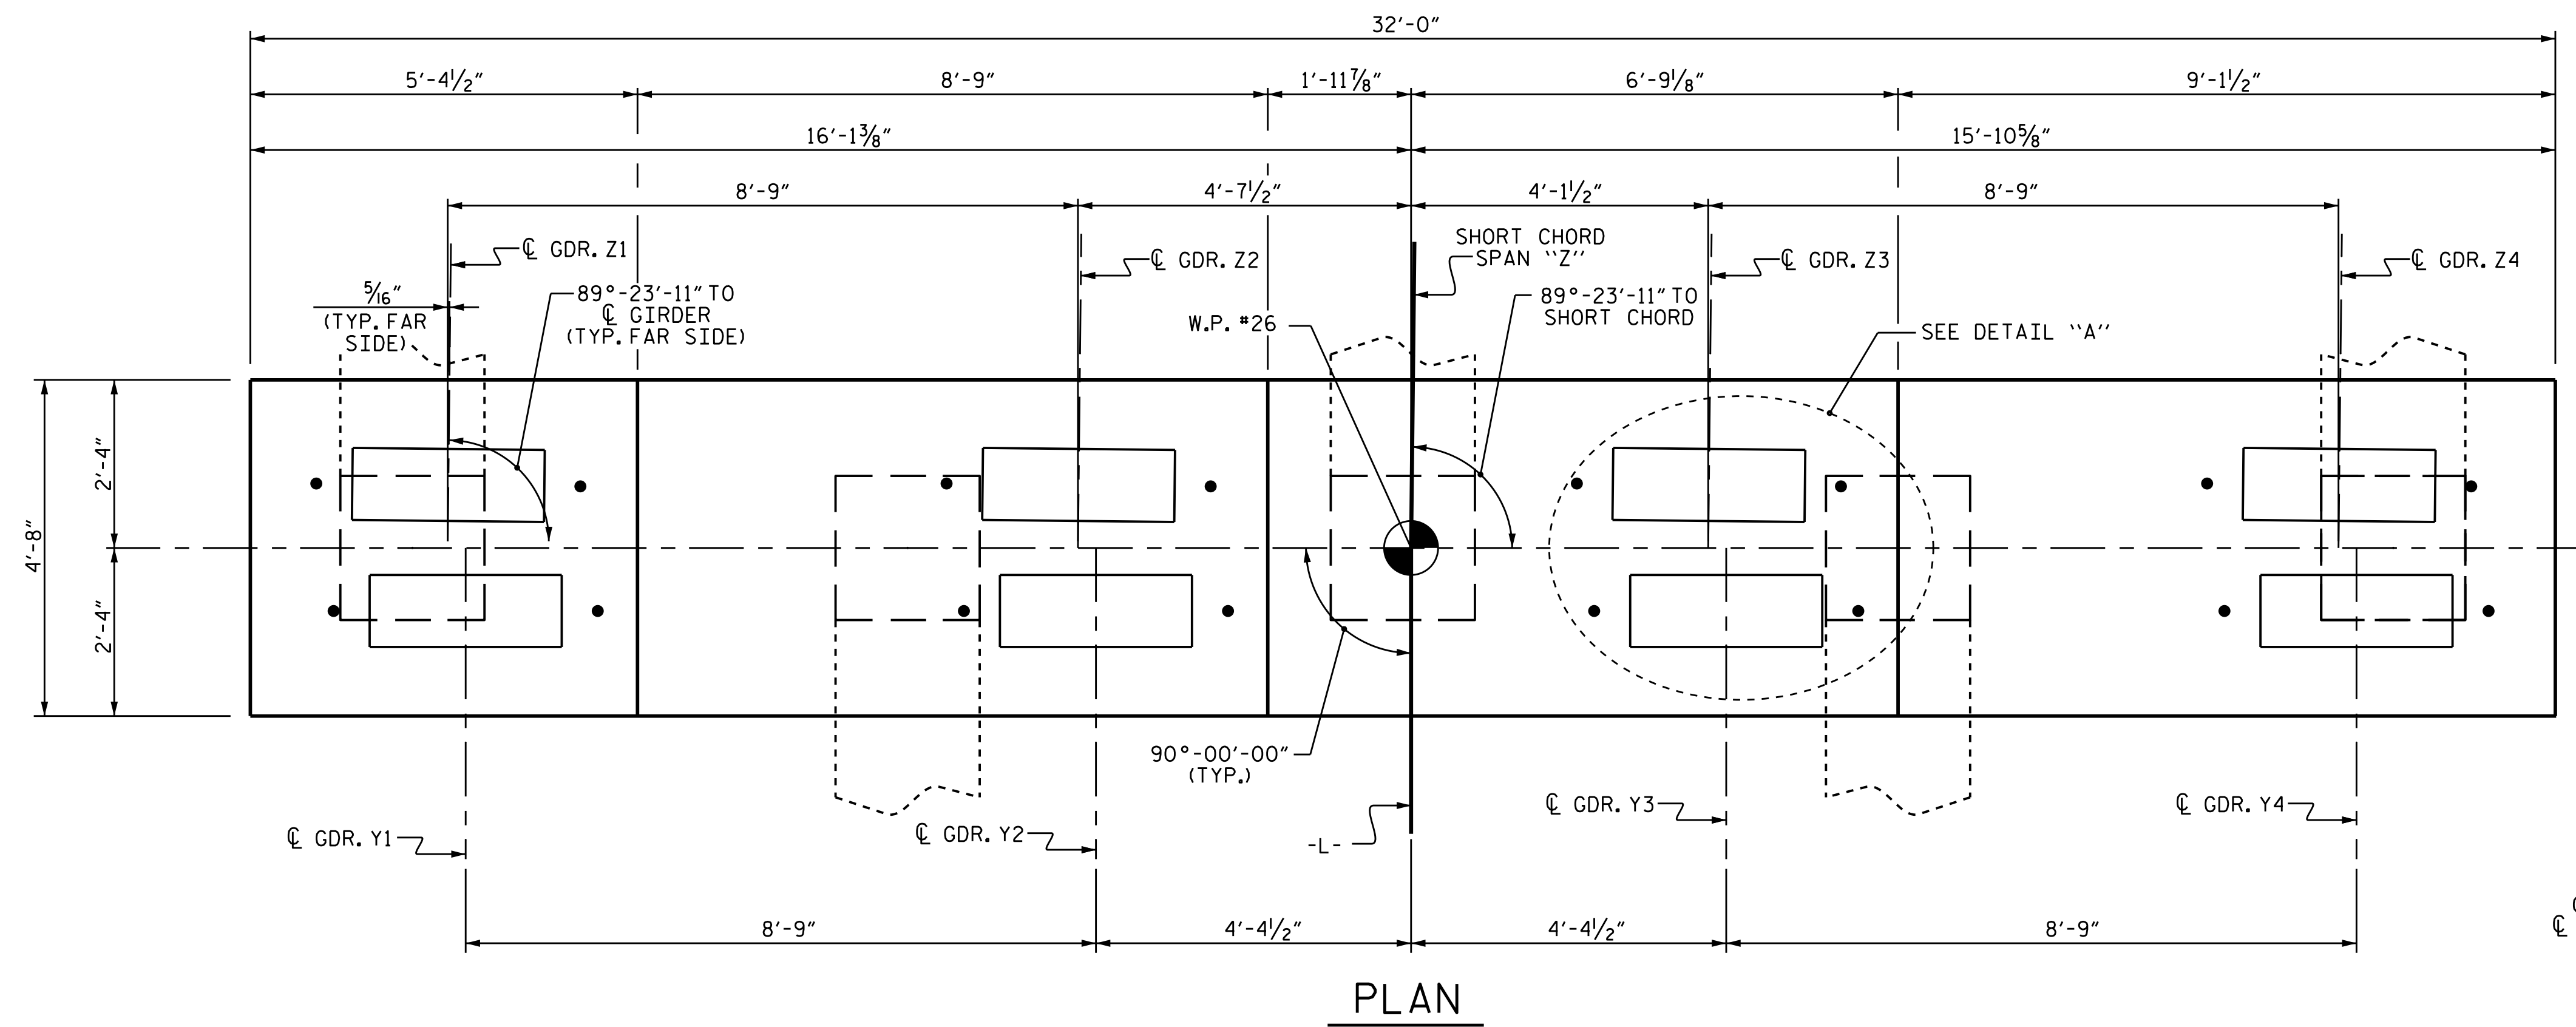 32'-0"
5'-4½" 8'-9" 1'-11⅞" 6'-9⅛" 9'-1½"
16'-1⅜" 15'-10⅝"
8'-9" 4'-7½" 4'-1½" 8'-9"
℄ GDR. Z1
℄ GDR. Z2
SHORT CHORD
SPAN "Z"
℄ GDR. Z3
℄ GDR. Z4
5/16"
(TYP. FAR
SIDE)
89°-23'-11" TO
℄ GIRDER
(TYP. FAR SIDE)
W.P. #26
89°-23'-11" TO
SHORT CHORD
SEE DETAIL "A"
2'-4"
4'-8"
2'-4"
90°-00'-00"
(TYP.)
℄ GDR. Y1
℄ GDR. Y2
-L-
℄ GDR. Y3
℄ GDR. Y4
℄
8'-9" 4'-4½" 4'-4½" 8'-9"
PLAN